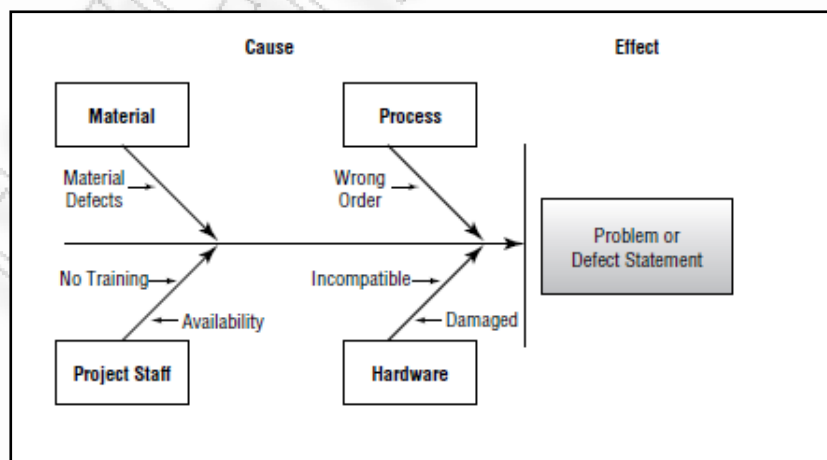 Cause
Effect
Material
Process
Material
Defects
Wrong
Order
Problem or
Defect Statement
No Training
Incompatible
Availability
Damaged
Project Staff
Hardware